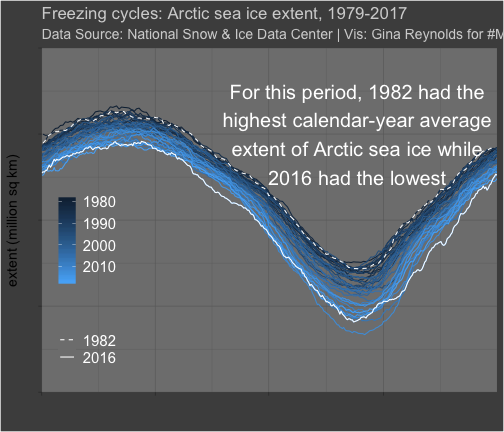 Freezing cycles: Arctic sea ice extent, 1979-2017
Data Source: National Snow & Ice Data Center | Vis: Gina Reynolds for #M
For this period, 1982 had the
highest calendar-year average
extent of Arctic sea ice while
2016 had the lowest
extent (million sq km)
1980
1990
2000
2010
1982
2016